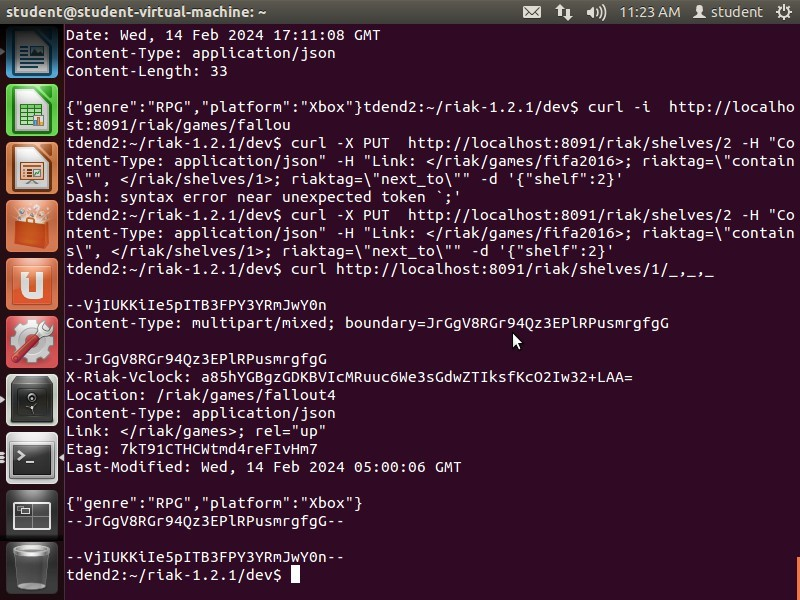 student@student-virtual-machine: ~
11:23 AM
student
Date: Wed, 14 Feb 2024 17:11:08 GMT
Content-Type: application/json
Content-Length: 33
{"genre":"RPG","platform":"Xbox"}tdend2:~/riak-1.2.1/dev$ curl -i  http://localho
st:8091/riak/games/fallou
tdend2:~/riak-1.2.1/dev$ curl -X PUT  http://localhost:8091/riak/shelves/2 -H "Co
ntent-Type: application/json" -H "Link: </riak/games/fifa2016>; riaktag=\"contain
s\"", </riak/shelves/1>; riaktag=\"next_to\"" -d '{"shelf":2}'
bash: syntax error near unexpected token `;'
tdend2:~/riak-1.2.1/dev$ curl -X PUT  http://localhost:8091/riak/shelves/2 -H "Co
ntent-Type: application/json" -H "Link: </riak/games/fifa2016>; riaktag=\"contain
s\", </riak/shelves/1>; riaktag=\"next_to\"" -d '{"shelf":2}'
tdend2:~/riak-1.2.1/dev$ curl http://localhost:8091/riak/shelves/1/_,_,_
--VjIUKKiIe5pITB3FPY3YRmJwY0n
Content-Type: multipart/mixed; boundary=JrGgV8RGr94Qz3EPlRPusmrgfgG
--JrGgV8RGr94Qz3EPlRPusmrgfgG
X-Riak-Vclock: a85hYGBgzGDKBVIcMRuuc6We3sGdwZTIksfKcO2Iw32+LAA=
Location: /riak/games/fallout4
Content-Type: application/json
Link: </riak/games>; rel="up"
Etag: 7kT91CTHCWtmd4reFIvHm7
Last-Modified: Wed, 14 Feb 2024 05:00:06 GMT
{"genre":"RPG","platform":"Xbox"}
--JrGgV8RGr94Qz3EPlRPusmrgfgG--
--VjIUKKiIe5pITB3FPY3YRmJwY0n--
tdend2:~/riak-1.2.1/dev$